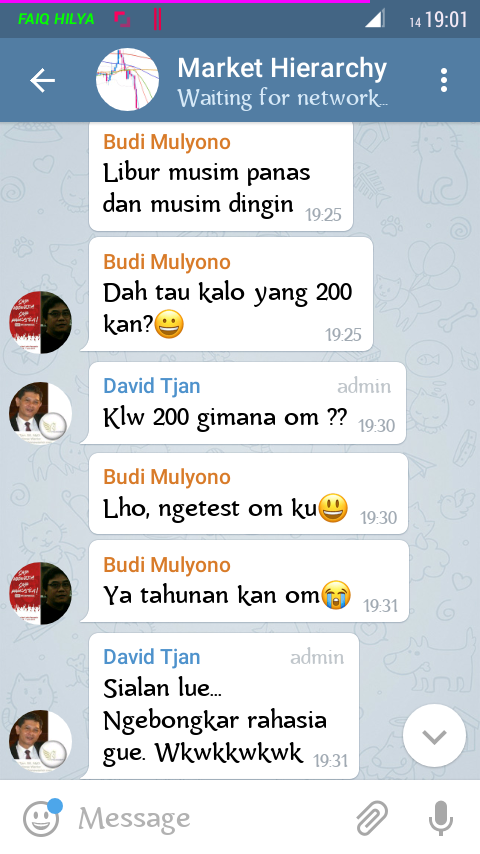 FAIQ HILYA
14 19:01
Market Hierarchy
Waiting for network...
Budi Mulyono
Libur musim panas
dan musim dingin 19:25
Budi Mulyono
Dah tau kalo yang 200
kan?😀 19:25
David Tjan admin
Klw 200 gimana om ?? 19:30
Budi Mulyono
Lho, ngetest om ku😃 19:30
Budi Mulyono
Ya tahunan kan om😭 19:31
David Tjan admin
Sialan lue...
Ngebongkar rahasia
gue. Wkwkkwkwk 19:31
Message